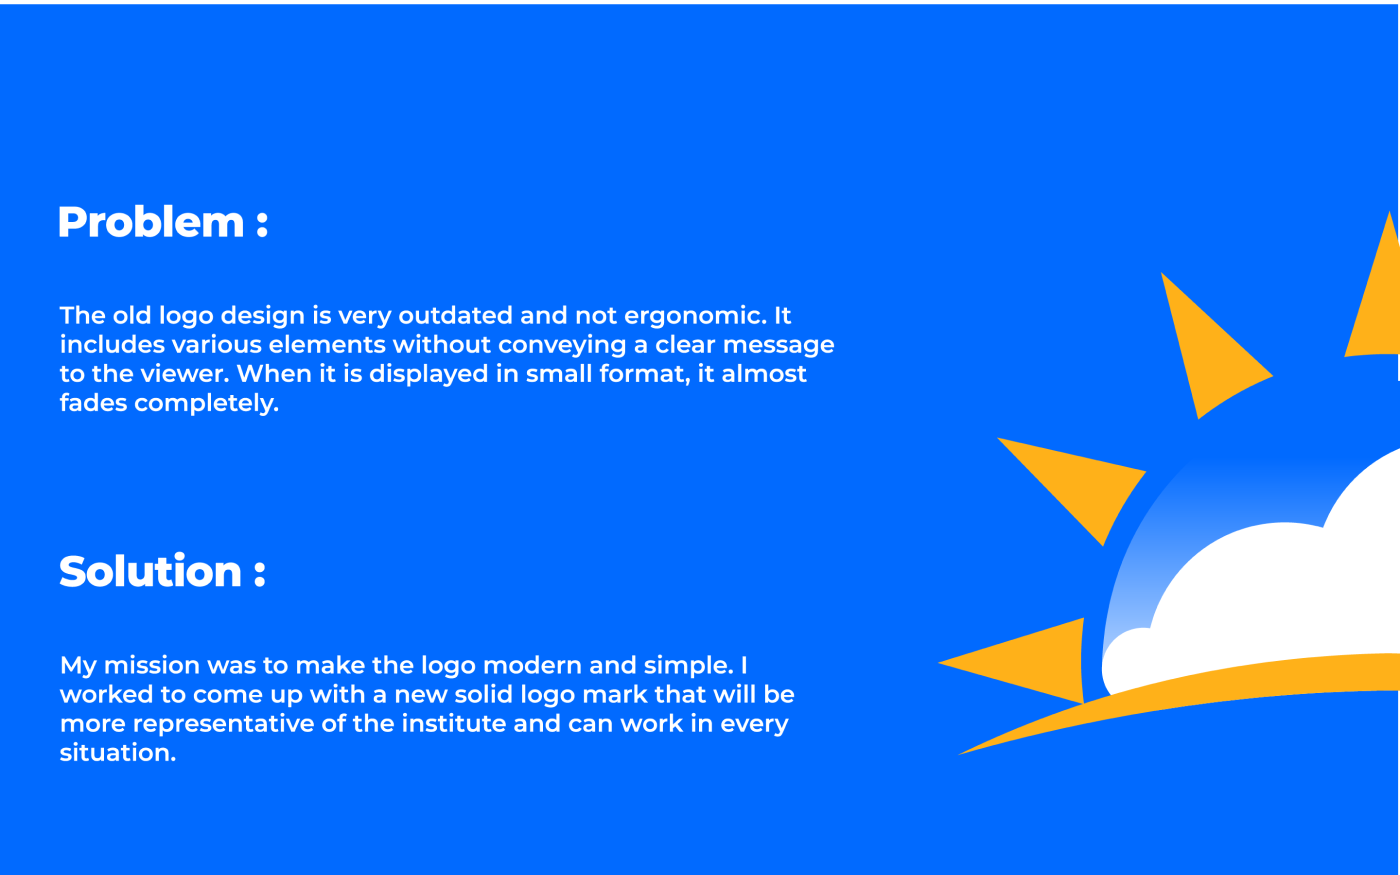 Problem :
The old logo design is very outdated and not ergonomic. It
includes various elements without conveying a clear message
to the viewer. When it is displayed in small format, it almost
fades completely.
Solution :
My mission was to make the logo modern and simple. I
worked to come up with a new solid logo mark that will be
more representative of the institute and can work in every
situation.